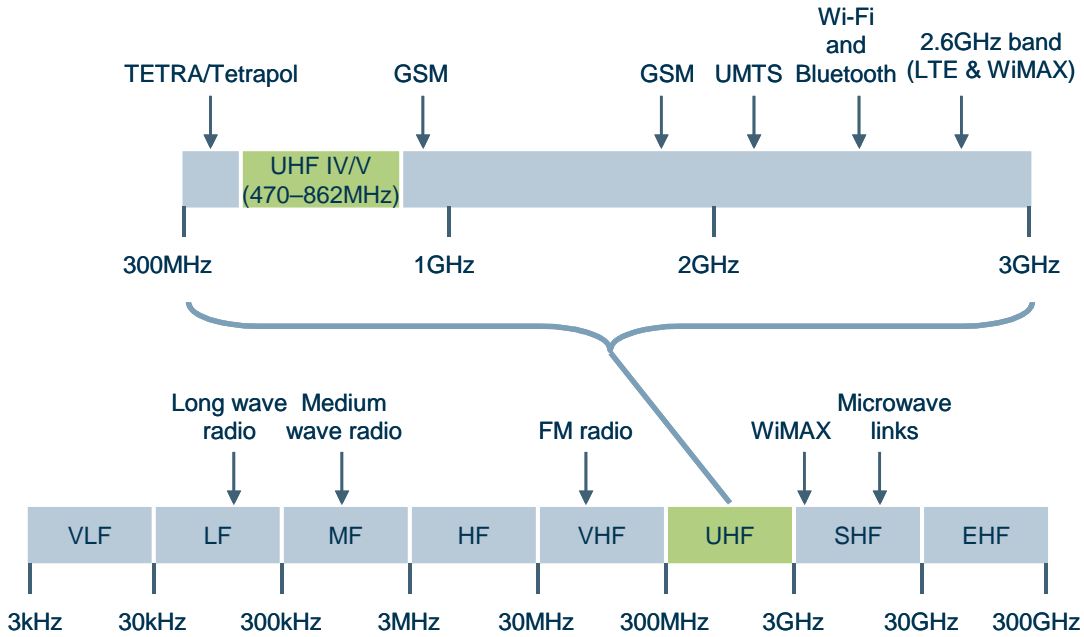 Wi-Fi
and
Bluetooth
2.6GHz band
(LTE & WiMAX)
TETRA/Tetrapol
GSM
GSM
UMTS
UHF IV/V
(470–862MHz)
300MHz
1GHz
2GHz
3GHz
Long wave
radio
Medium
wave radio
FM radio
WiMAX
Microwave
links
VLF
LF
MF
HF
VHF
UHF
SHF
EHF
3kHz
30kHz
300kHz
3MHz
30MHz
300MHz
3GHz
30GHz
300GHz